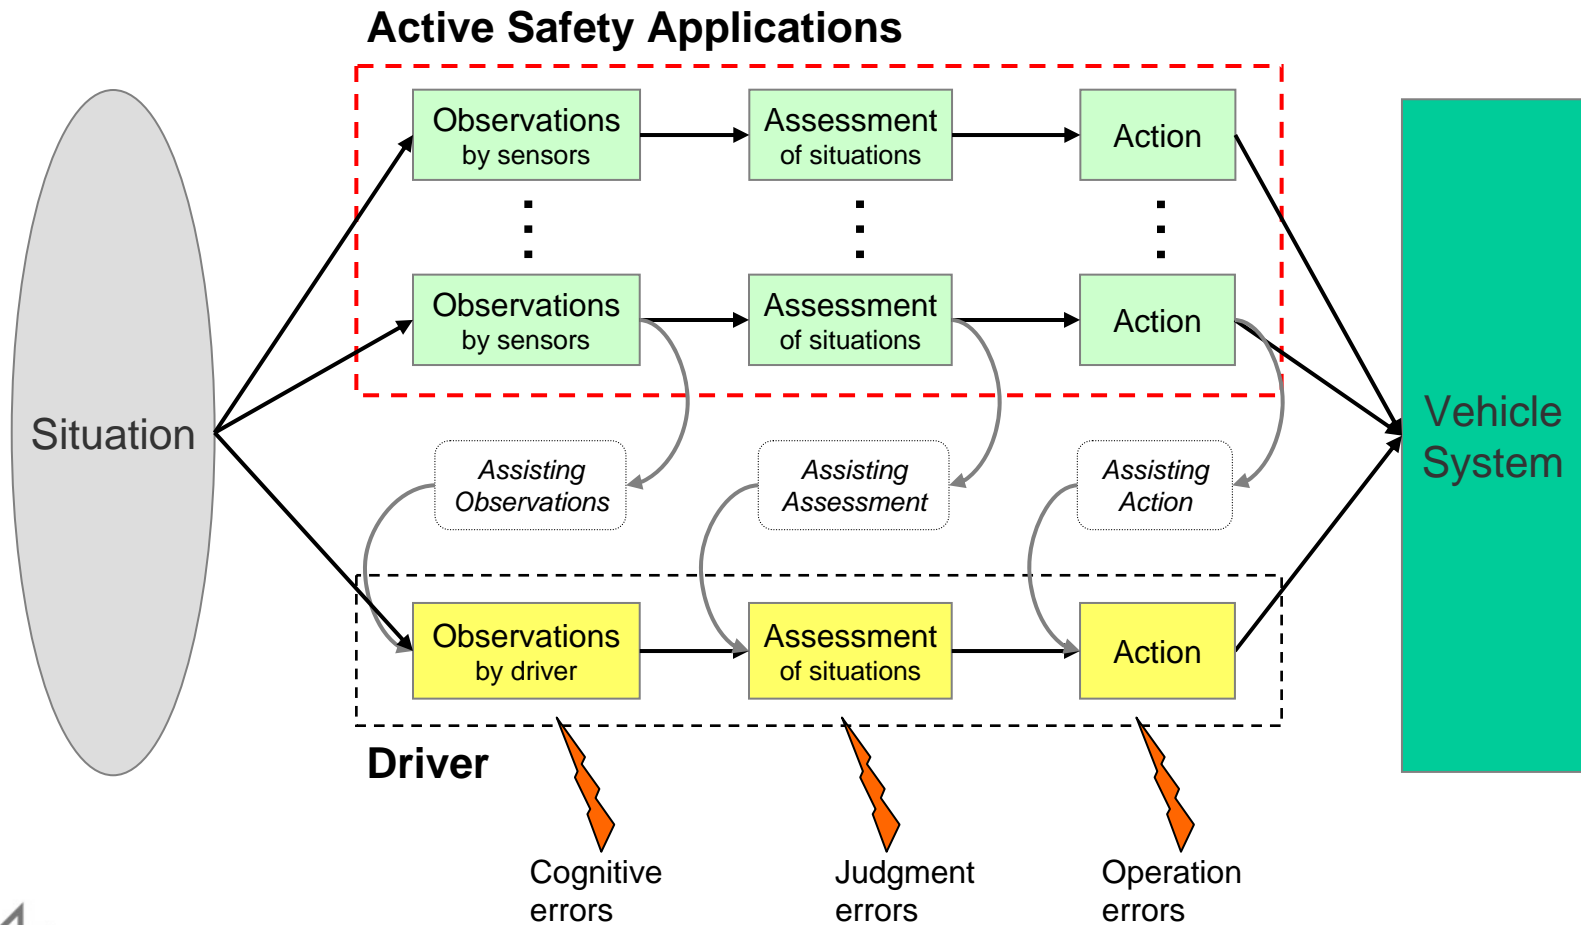 Active Safety Applications
Observations
by sensors
Assessment
of situations
Action
Observations
by sensors
Assessment
of situations
Action
Situation
Vehicle
System
Assisting
Observations
Assisting
Assessment
Assisting
Action
Observations
by driver
Assessment
of situations
Action
Driver
Cognitive
errors
Judgment
errors
Operation
errors